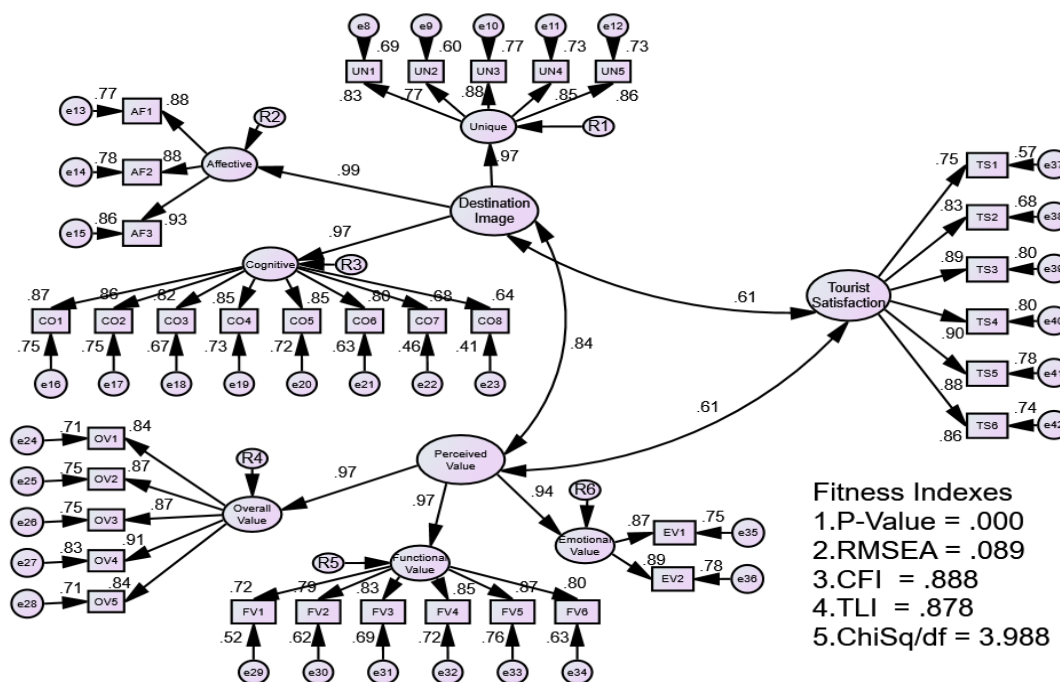 e8 e9 e10 e11 e12
.69 .60 .77 .73 .73
UN1 UN2 UN3 UN4 UN5
.83 .77 .88 .85 .86
Unique R1
.97
e13 .77 AF1 .88 R2
e14 .78 AF2 .88 Affective
e15 .86 AF3 .93
.99
Destination
Image
.97
Cognitive R3
.87 .86 .82 .85 .85 .80 .68 .64
CO1 CO2 CO3 CO4 CO5 CO6 CO7 CO8
.75 .75 .67 .73 .72 .63 .46 .41
e16 e17 e18 e19 e20 e21 e22 e23
.61
.84
.61
Tourist
Satisfaction
.75 TS1 .57 e37
.83 TS2 .68 e38
.89 TS3 .80 e39
.90 TS4 .80 e40
.88 TS5 .78 e41
.86 TS6 .74 e42
Perceived
Value
.97 .97 .94
e24 .71 OV1 .84
e25 .75 OV2 .87
e26 .75 OV3 .87
e27 .83 OV4 .91
e28 .71 OV5 .84
R4
Overall
Value
R5
Functional
Value
.72 .79 .83 .85 .87 .80
FV1 FV2 FV3 FV4 FV5 FV6
.52 .62 .69 .72 .76 .63
e29 e30 e31 e32 e33 e34
R6
Emotional
Value
.87 EV1 .75 e35
.89 EV2 .78 e36
Fitness Indexes
1.P-Value = .000
2.RMSEA = .089
3.CFI = .888
4.TLI = .878
5.ChiSq/df = 3.988